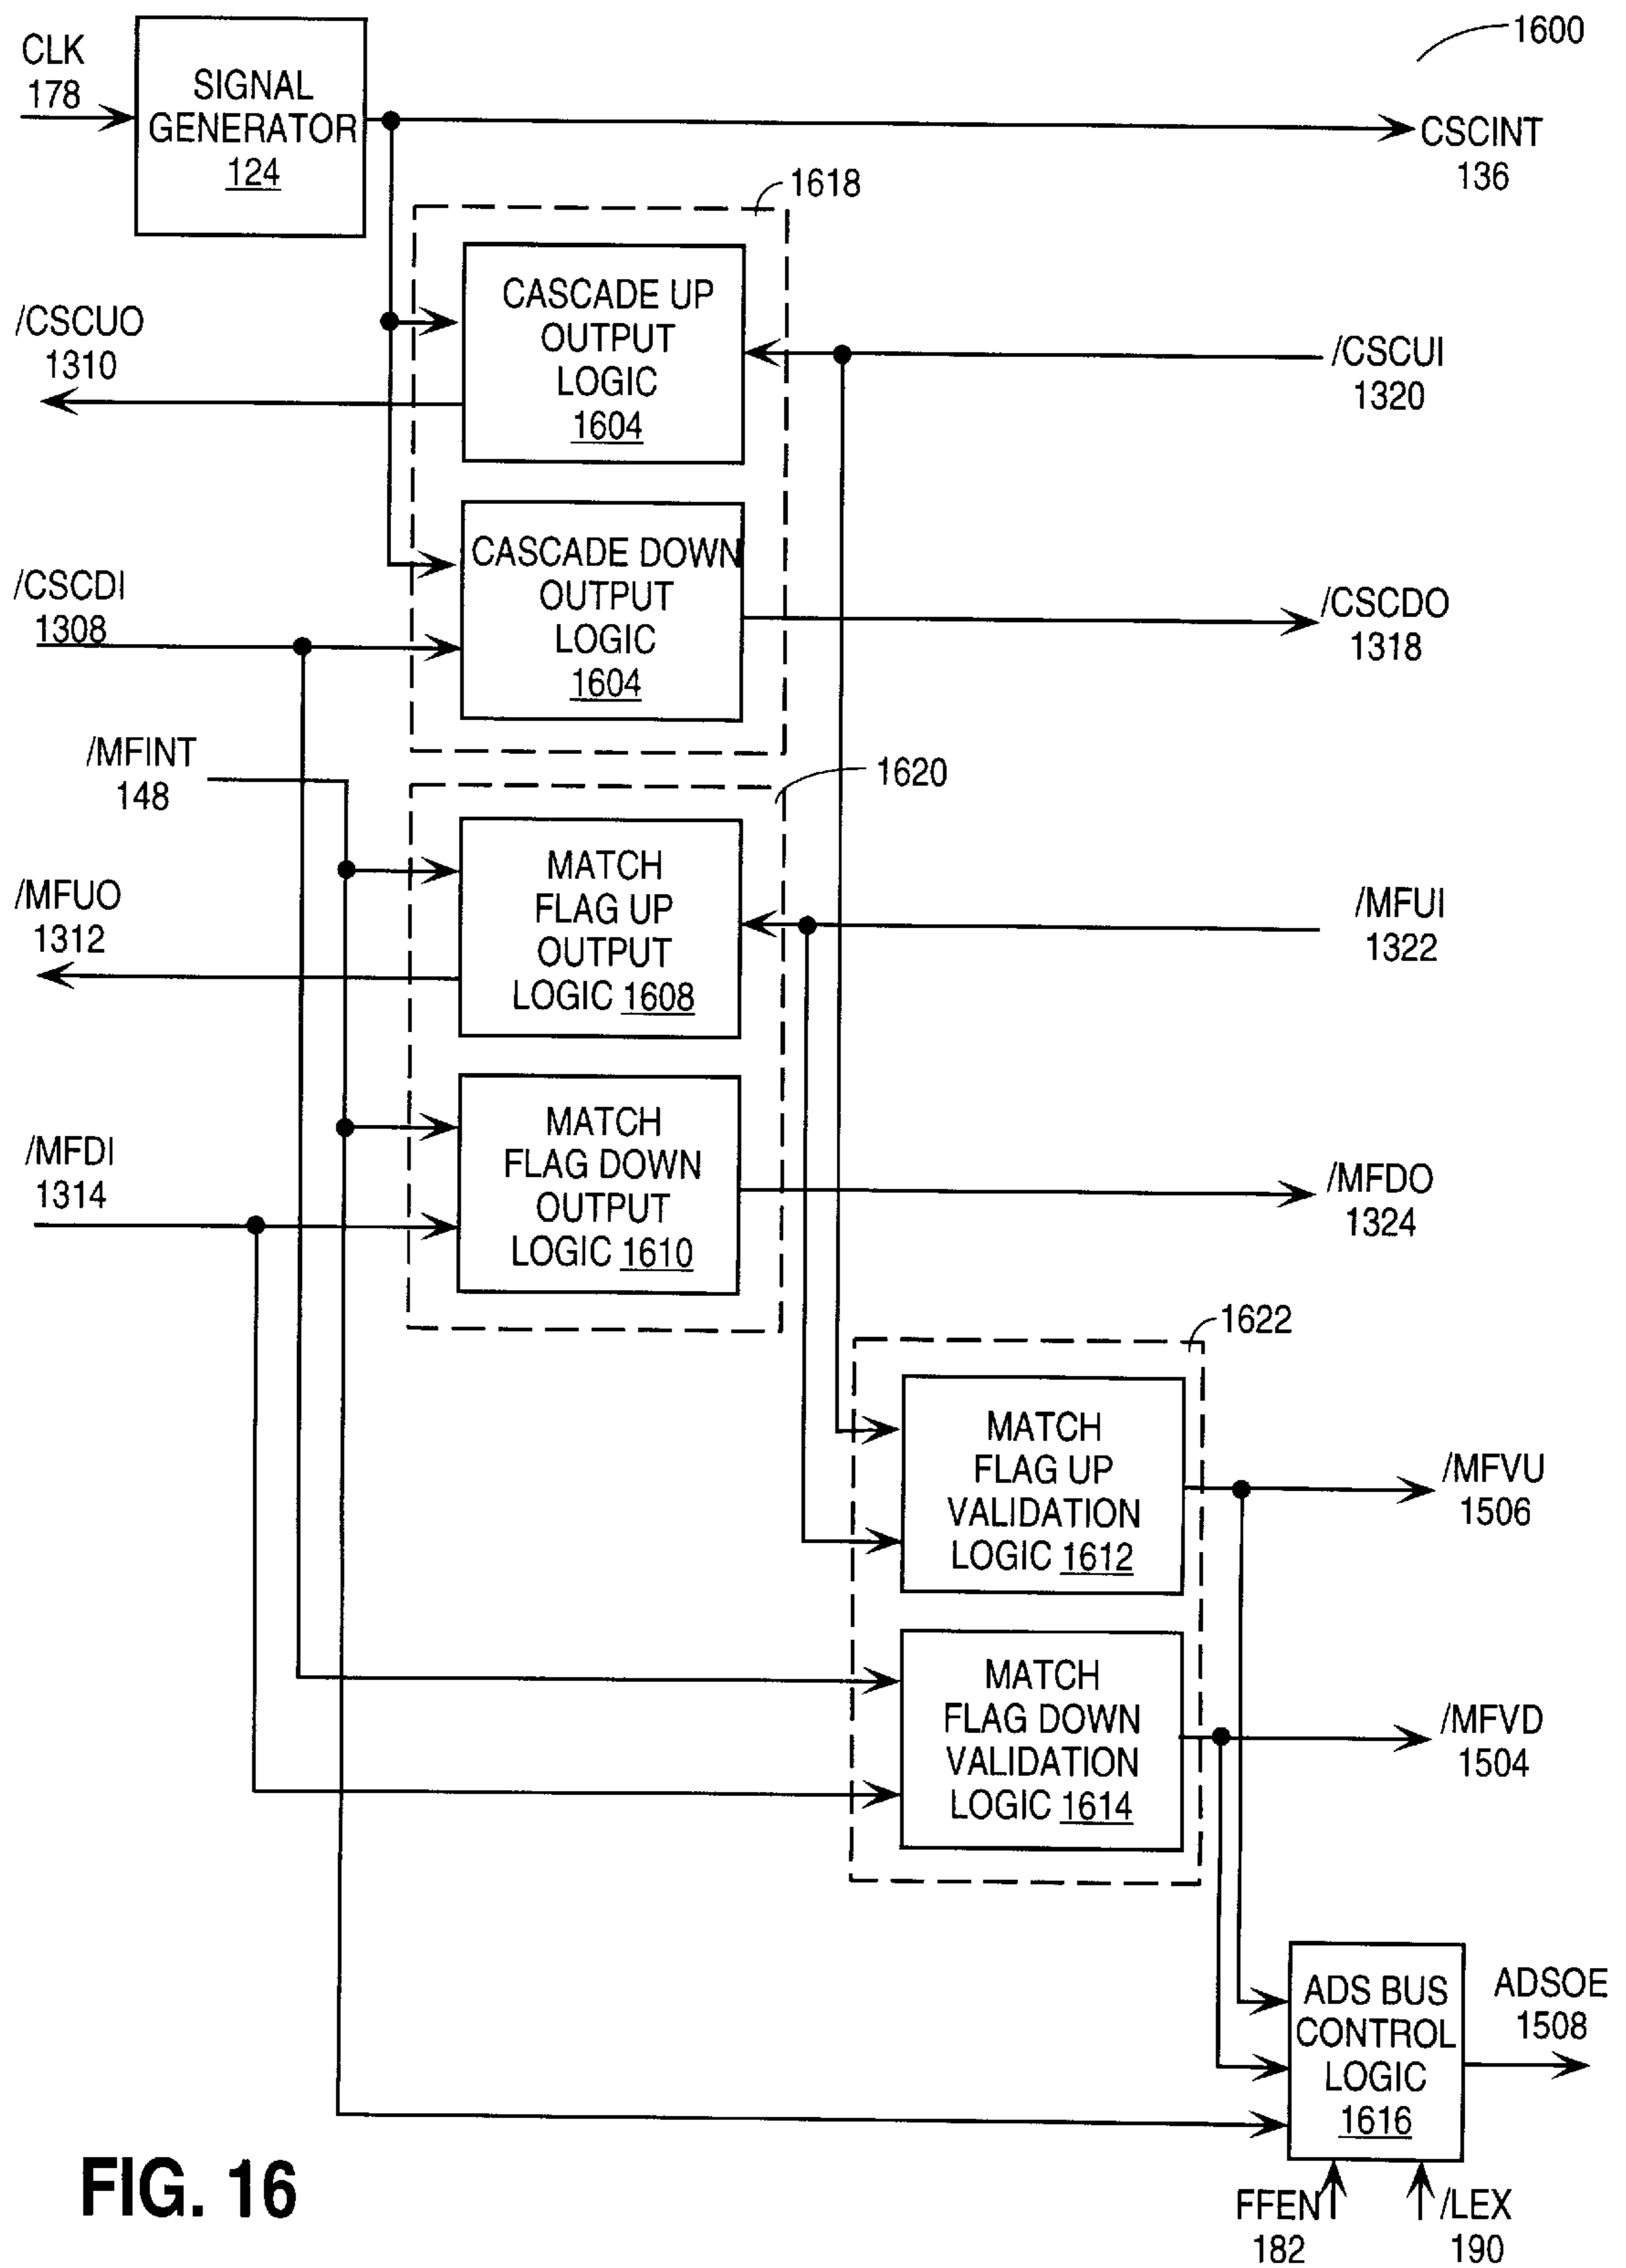 1600
CLK
178
SIGNAL
GENERATOR
124
CSCINT
136
1618
/CSCUO
1310
CASCADE UP
OUTPUT
LOGIC
1604
/CSCUI
1320
/CSCDI
1308
CASCADE DOWN
OUTPUT
LOGIC
1604
/CSCDO
1318
/MFINT
148
1620
/MFUO
1312
MATCH
FLAG UP
OUTPUT
LOGIC 1608
/MFUI
1322
/MFDI
1314
MATCH
FLAG DOWN
OUTPUT
LOGIC 1610
/MFDO
1324
1622
MATCH
FLAG UP
VALIDATION
LOGIC 1612
/MFVU
1506
MATCH
FLAG DOWN
VALIDATION
LOGIC 1614
/MFVD
1504
ADS BUS
CONTROL
LOGIC
1616
ADSOE
1508
FFEN
182
/LEX
190
FIG. 16